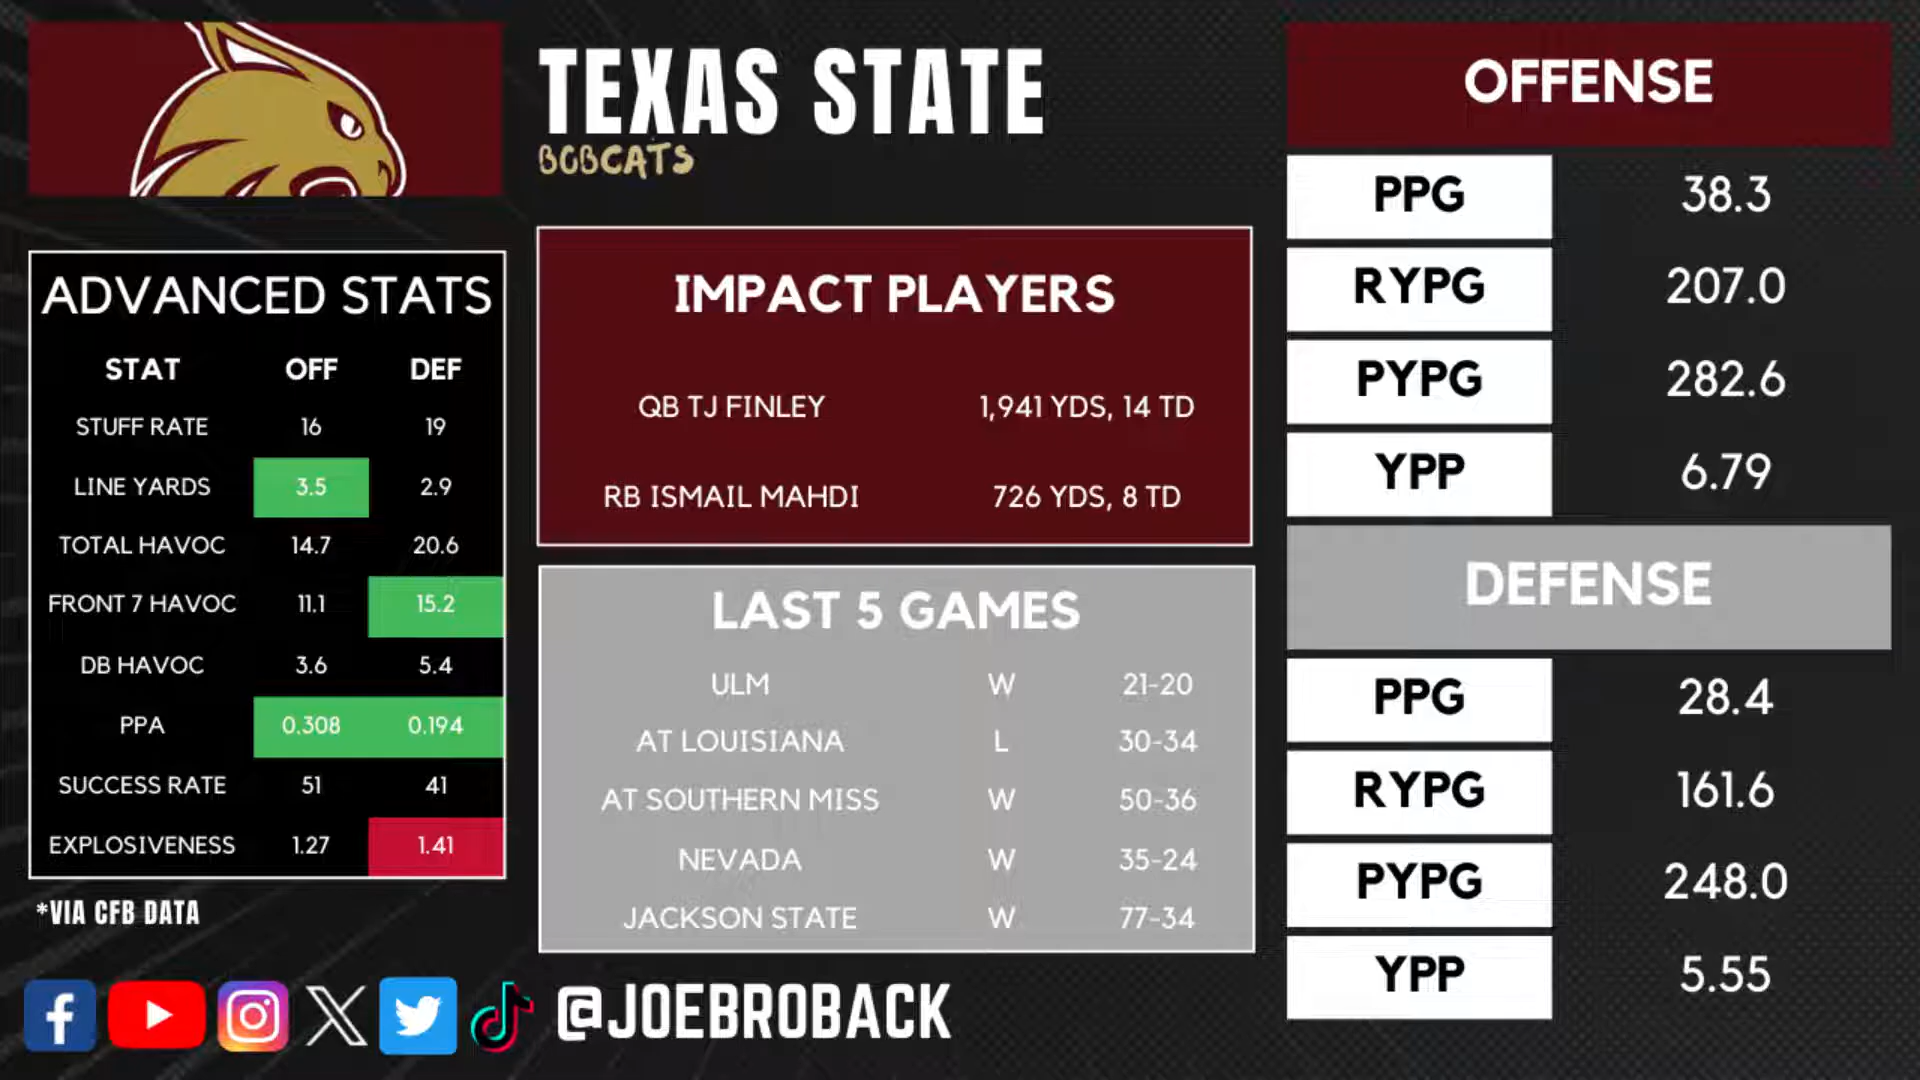 TEXAS STATE
BOBCATS
ADVANCED STATS
STAT OFF DEF
STUFF RATE 16 19
LINE YARDS 3.5 2.9
TOTAL HAVOC 14.7 20.6
FRONT 7 HAVOC 11.1 15.2
DB HAVOC 3.6 5.4
PPA 0.308 0.194
SUCCESS RATE 51 41
EXPLOSIVENESS 1.27 1.41
*VIA CFB DATA
IMPACT PLAYERS
QB TJ FINLEY 1,941 YDS, 14 TD
RB ISMAIL MAHDI 726 YDS, 8 TD
LAST 5 GAMES
ULM W 21-20
AT LOUISIANA L 30-34
AT SOUTHERN MISS W 50-36
NEVADA W 35-24
JACKSON STATE W 77-34
OFFENSE
PPG 38.3
RYPG 207.0
PYPG 282.6
YPP 6.79
DEFENSE
PPG 28.4
RYPG 161.6
PYPG 248.0
YPP 5.55
@JOEBROBACK